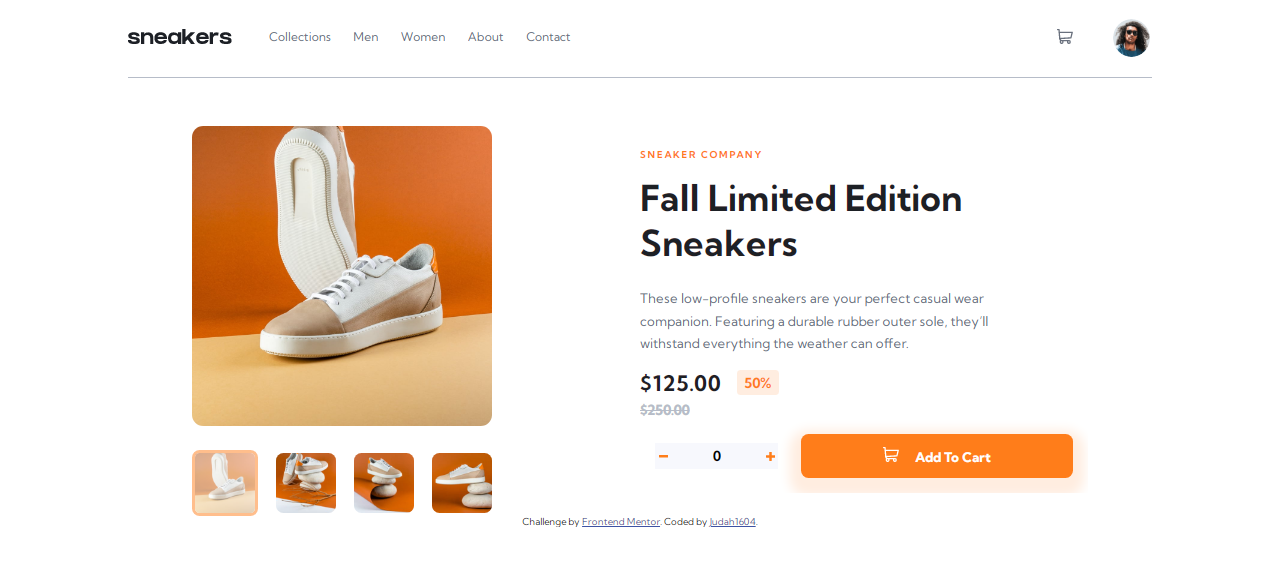 sneakers
Collections Men Women About Contact
SNEAKER COMPANY
Fall Limited Edition
Sneakers
These low-profile sneakers are your perfect casual wear
companion. Featuring a durable rubber outer sole, they’ll
withstand everything the weather can offer.
$125.00 50%
$250.00
0
Add To Cart
Challenge by Frontend Mentor. Coded by Judah1604.